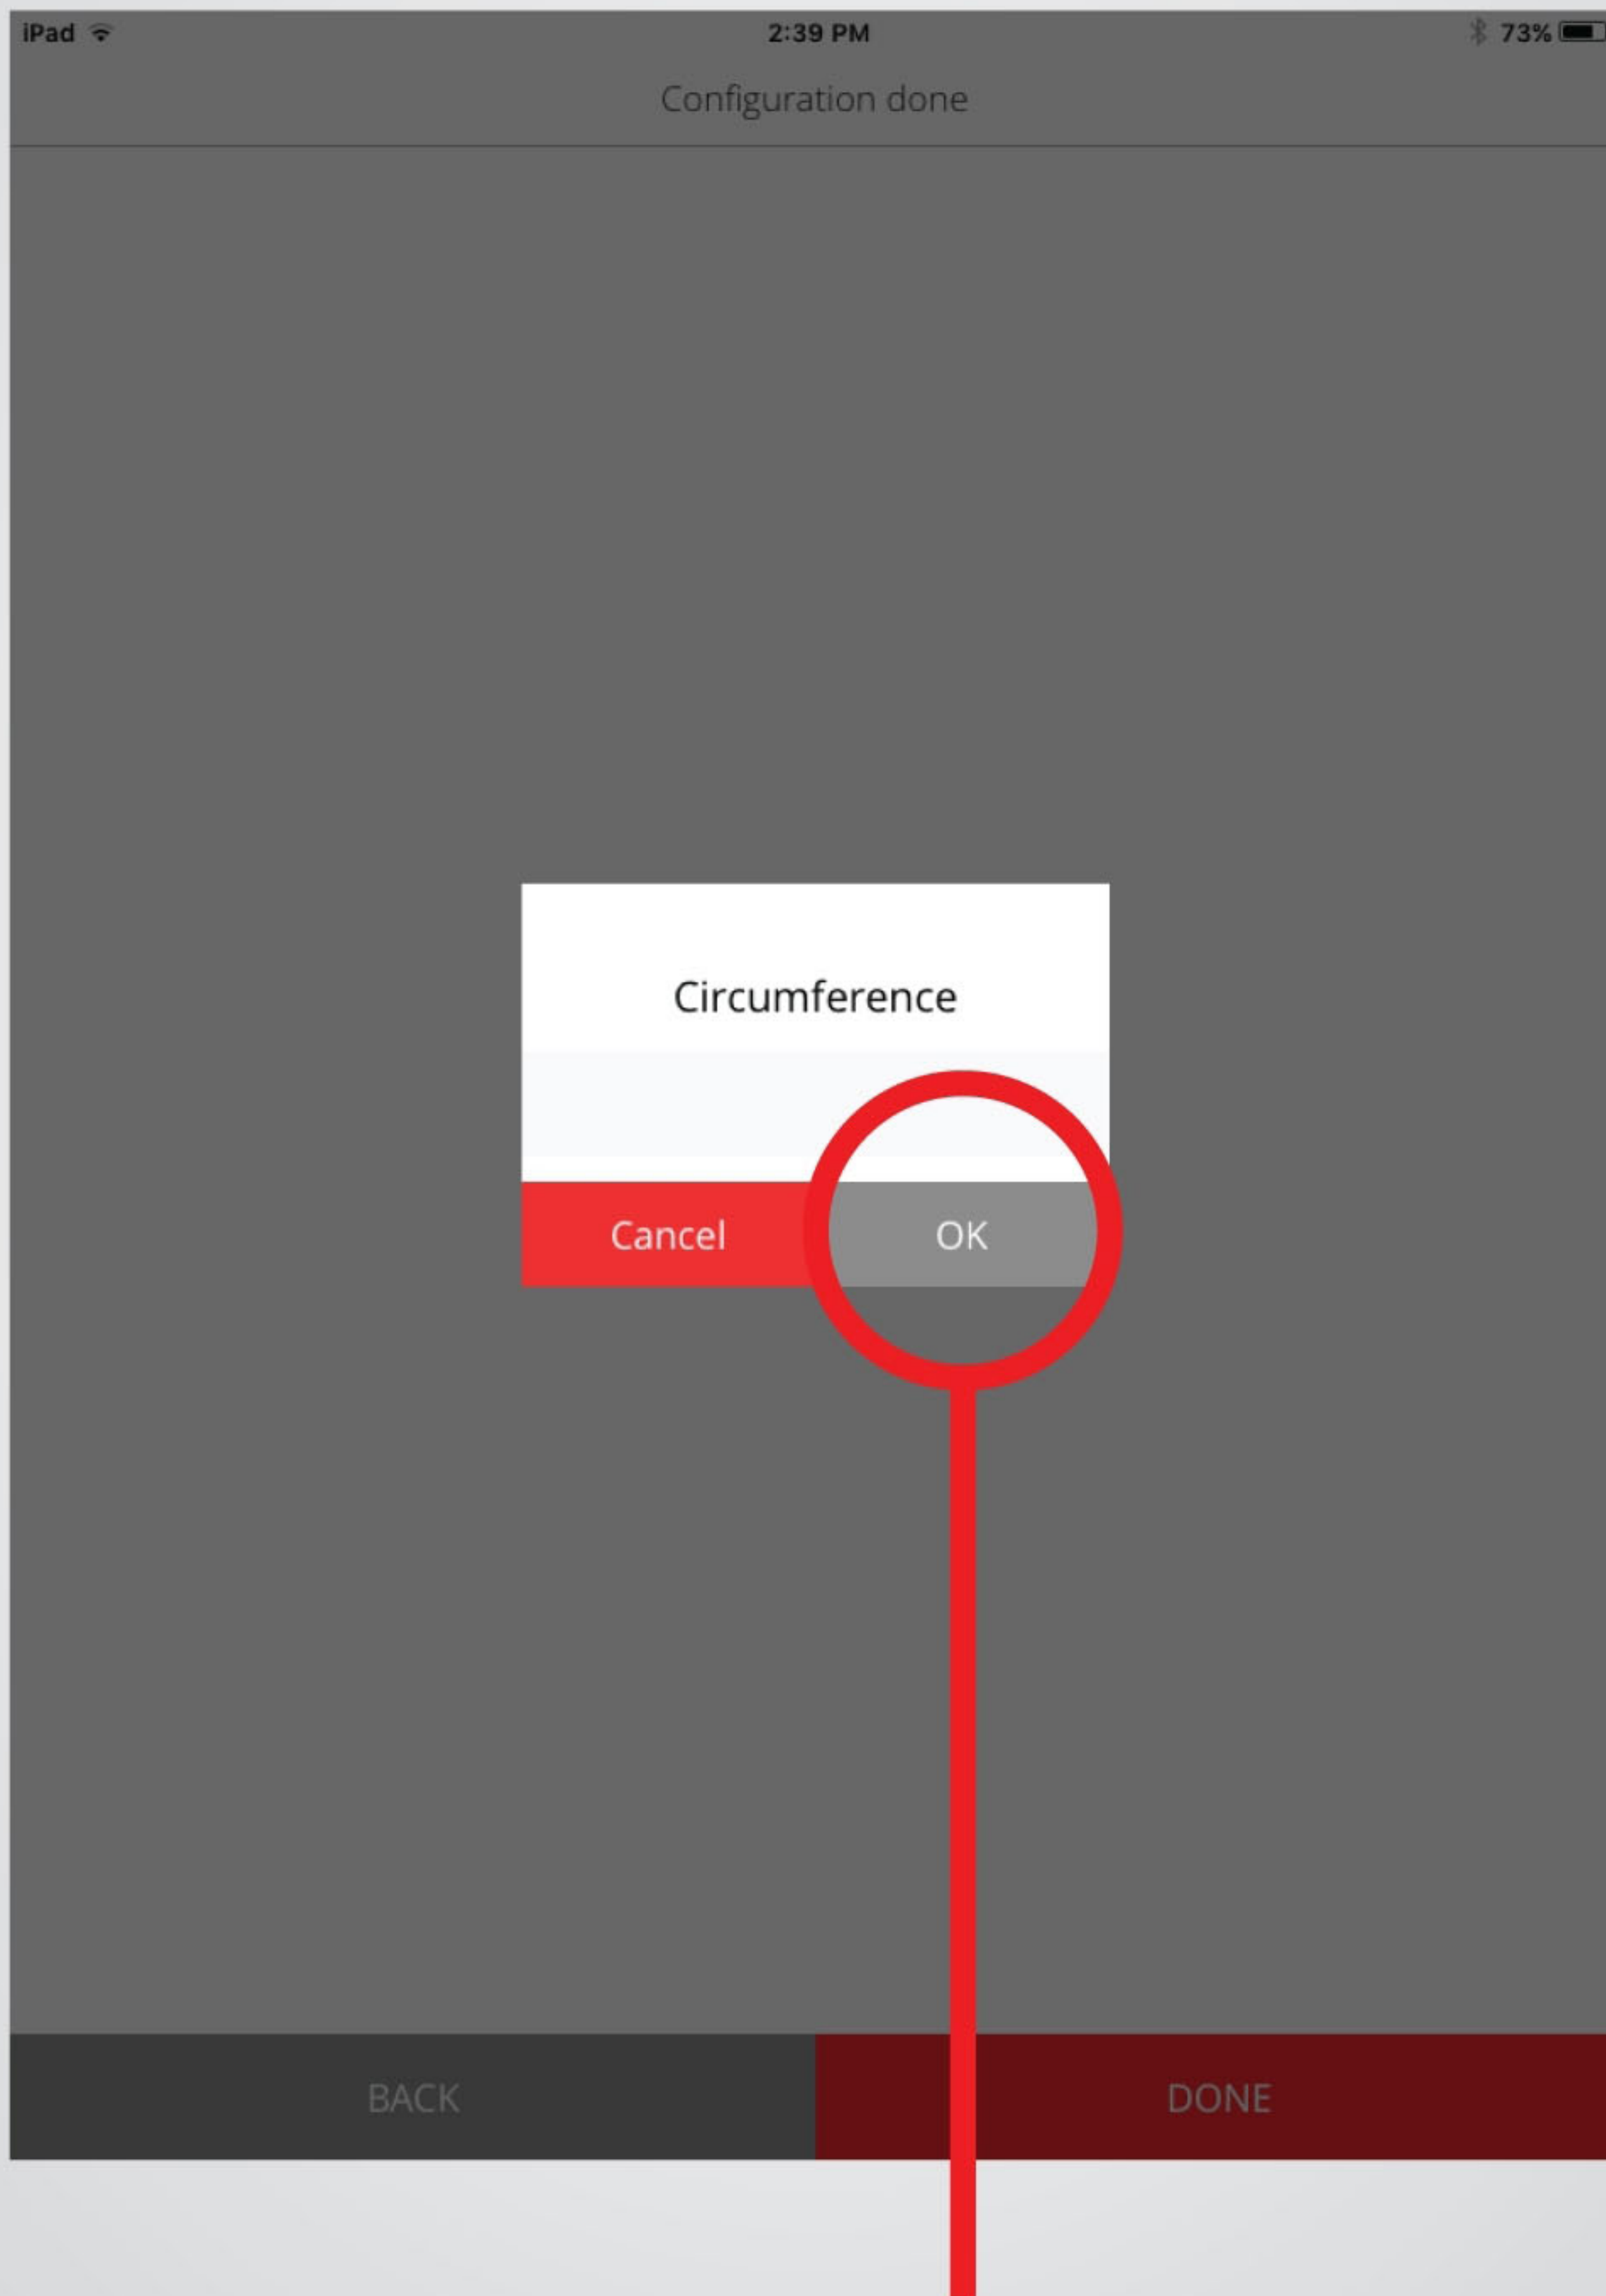 iPad 2:39 PM 73%
Configuration done
Circumference
Cancel OK
BACK DONE